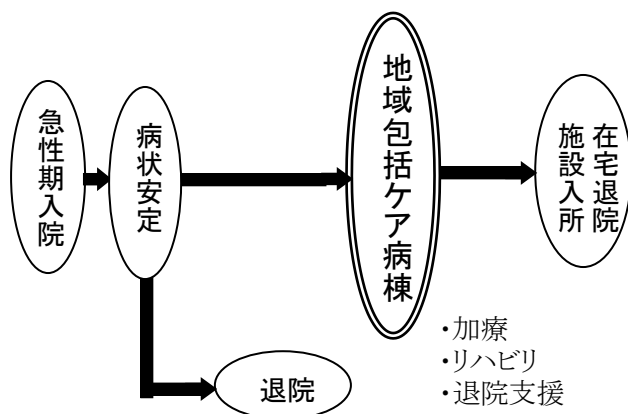 急性期入院
病状安定
地域包括ケア病棟
在宅退院
施設入所
退院
・加療
・リハビリ
・退院支援